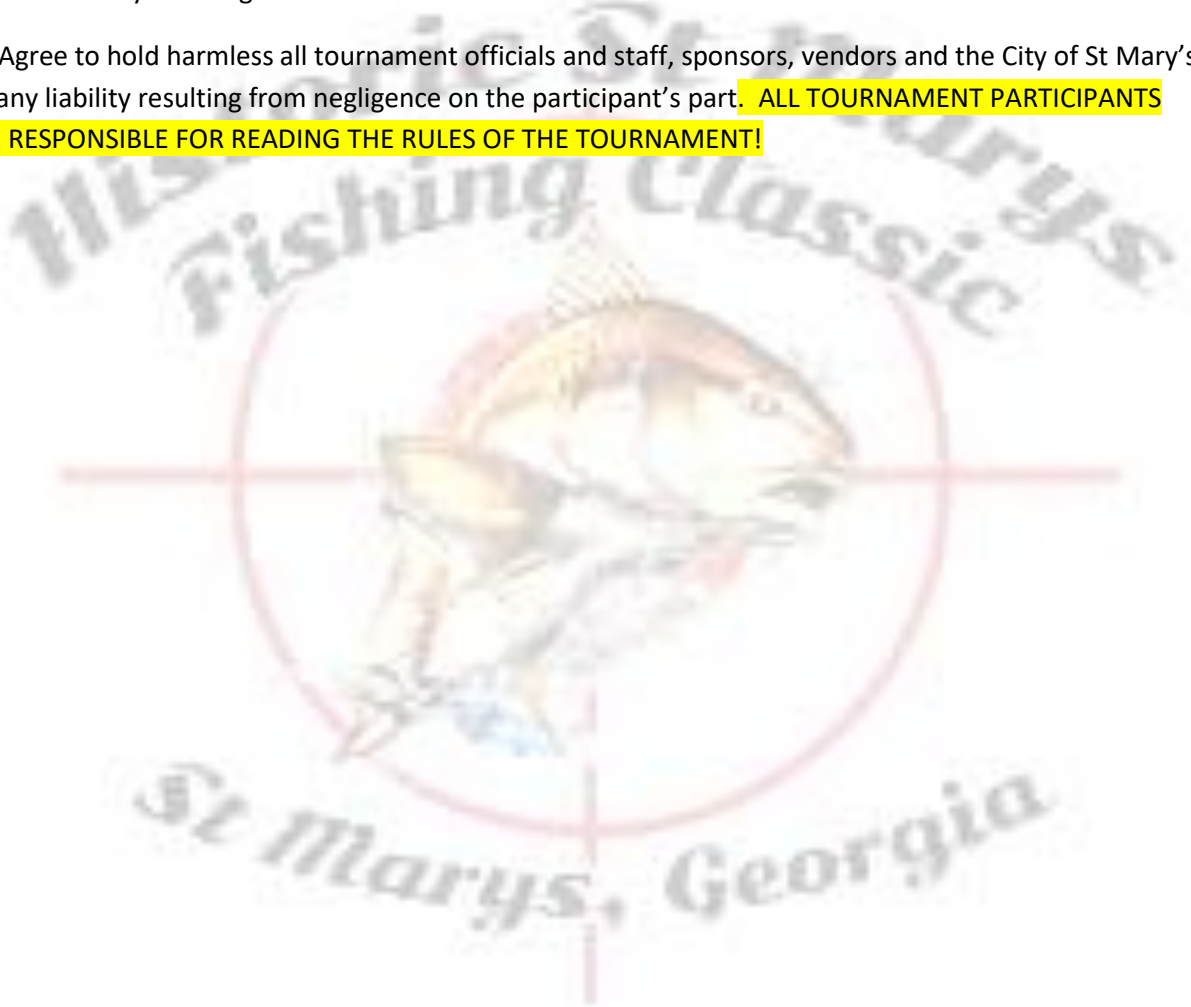 Agree to hold harmless all tournament officials and staff, sponsors, vendors and the City of St Mary’s
any liability resulting from negligence on the participant’s part. ALL TOURNAMENT PARTICIPANTS
RESPONSIBLE FOR READING THE RULES OF THE TOURNAMENT!
Historic St Marys
Fishing Classic
St Marys, Georgia